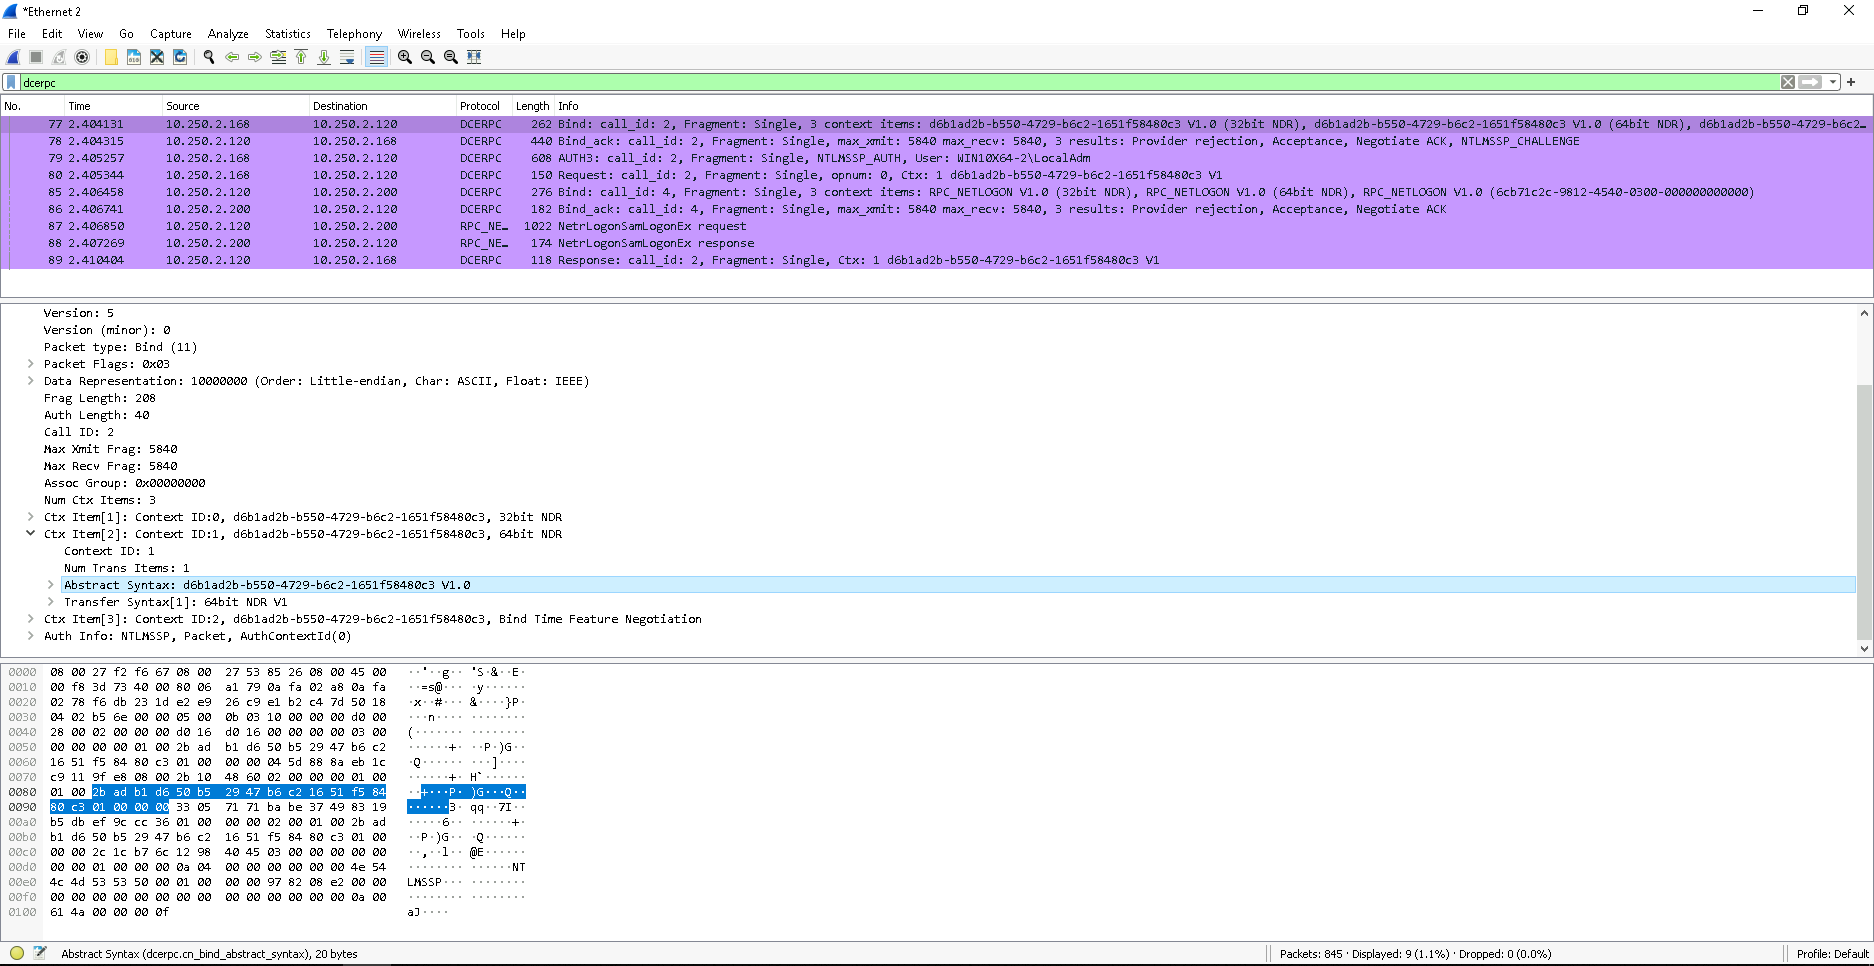 *Ethernet 2
File Edit View Go Capture Analyze Statistics Telephony Wireless Tools Help
dcerpc
No. Time Source Destination Protocol Length Info
77 2.404131 10.250.2.168 10.250.2.120 DCERPC 262 Bind: call_id: 2, Fragment: Single, 3 context items: d6b1ad2b-b550-4729-b6c2-1651f58480c3 V1.0 (32bit NDR), d6b1ad2b-b550-4729-b6c2-1651f58480c3 V1.0 (64bit NDR), d6b1ad2b-b550-4729-b6c2…
78 2.404315 10.250.2.120 10.250.2.168 DCERPC 440 Bind_ack: call_id: 2, Fragment: Single, max_xmit: 5840 max_recv: 5840, 3 results: Provider rejection, Acceptance, Negotiate ACK, NTLMSSP_CHALLENGE
79 2.405257 10.250.2.168 10.250.2.120 DCERPC 608 AUTH3: call_id: 2, Fragment: Single, NTLMSSP_AUTH, User: WIN10X64-2\LocalAdm
80 2.405344 10.250.2.168 10.250.2.120 DCERPC 150 Request: call_id: 2, Fragment: Single, opnum: 0, Ctx: 1 d6b1ad2b-b550-4729-b6c2-1651f58480c3 V1
85 2.406458 10.250.2.120 10.250.2.200 DCERPC 276 Bind: call_id: 4, Fragment: Single, 3 context items: RPC_NETLOGON V1.0 (32bit NDR), RPC_NETLOGON V1.0 (64bit NDR), RPC_NETLOGON V1.0 (6cb71c2c-9812-4540-0300-000000000000)
86 2.406741 10.250.2.200 10.250.2.120 DCERPC 182 Bind_ack: call_id: 4, Fragment: Single, max_xmit: 5840 max_recv: 5840, 3 results: Provider rejection, Acceptance, Negotiate ACK
87 2.406850 10.250.2.120 10.250.2.200 RPC_NE… 1022 NetrLogonSamLogonEx request
88 2.407269 10.250.2.200 10.250.2.120 RPC_NE… 174 NetrLogonSamLogonEx response
89 2.410404 10.250.2.120 10.250.2.168 DCERPC 118 Response: call_id: 2, Fragment: Single, Ctx: 1 d6b1ad2b-b550-4729-b6c2-1651f58480c3 V1
Version: 5
Version (minor): 0
Packet type: Bind (11)
Packet Flags: 0x03
Data Representation: 10000000 (Order: Little-endian, Char: ASCII, Float: IEEE)
Frag Length: 208
Auth Length: 40
Call ID: 2
Max Xmit Frag: 5840
Max Recv Frag: 5840
Assoc Group: 0x00000000
Num Ctx Items: 3
Ctx Item[1]: Context ID:0, d6b1ad2b-b550-4729-b6c2-1651f58480c3, 32bit NDR
Ctx Item[2]: Context ID:1, d6b1ad2b-b550-4729-b6c2-1651f58480c3, 64bit NDR
Context ID: 1
Num Trans Items: 1
Abstract Syntax: d6b1ad2b-b550-4729-b6c2-1651f58480c3 V1.0
Transfer Syntax[1]: 64bit NDR V1
Ctx Item[3]: Context ID:2, d6b1ad2b-b550-4729-b6c2-1651f58480c3, Bind Time Feature Negotiation
Auth Info: NTLMSSP, Packet, AuthContextId(0)
0000 08 00 27 f2 f6 67 08 00 27 53 85 26 08 00 45 00 ··'··g·· 'S·&··E·
0010 00 f8 3d 73 40 00 80 06 a1 79 0a fa 02 a8 0a fa ··=s@··· ·y······
0020 02 78 f6 db 23 1d e2 e9 26 c9 e1 b2 c4 7d 50 18 ·x··#··· &····}P·
0030 04 02 b5 6e 00 00 05 00 0b 03 10 00 00 00 d0 00 ···n···· ········
0040 28 00 02 00 00 00 d0 16 d0 16 00 00 00 00 03 00 (······· ········
0050 00 00 00 00 01 00 2b ad b1 d6 50 b5 29 47 b6 c2 ······+· ··P·)G··
0060 16 51 f5 84 80 c3 01 00 00 00 04 5d 88 8a eb 1c ·Q······ ···]····
0070 c9 11 9f e8 08 00 2b 10 48 60 02 00 00 00 01 00 ······+· H`······
0080 01 00 2b ad b1 d6 50 b5 29 47 b6 c2 16 51 f5 84 ··+···P· )G···Q··
0090 80 c3 01 00 00 00 33 05 71 71 ba be 37 49 83 19 ······3· qq··7I··
00a0 b5 db ef 9c cc 36 01 00 00 00 02 00 01 00 2b ad ·····6·· ······+·
00b0 b1 d6 50 b5 29 47 b6 c2 16 51 f5 84 80 c3 01 00 ··P·)G·· ·Q······
00c0 00 00 2c 1c b7 6c 12 98 40 45 03 00 00 00 00 00 ··,··l·· @E······
00d0 00 00 01 00 00 00 0a 04 00 00 00 00 00 00 4e 54 ········ ······NT
00e0 4c 4d 53 53 50 00 01 00 00 00 97 82 08 e2 00 00 LMSSP··· ········
00f0 00 00 00 00 00 00 00 00 00 00 00 00 00 00 0a 00 ········ ········
0100 61 4a 00 00 00 0f aJ····
Abstract Syntax (dcerpc.cn_bind_abstract_syntax), 20 bytes
Packets: 845 · Displayed: 9 (1.1%) · Dropped: 0 (0.0%)
Profile: Default